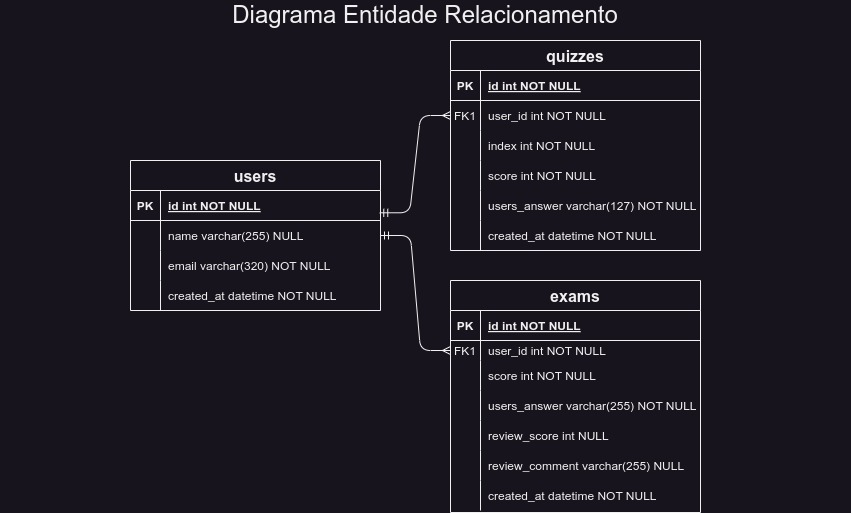 Diagrama Entidade Relacionamento
users
PK id int NOT NULL
name varchar(255) NULL
email varchar(320) NOT NULL
created_at datetime NOT NULL
quizzes
PK id int NOT NULL
FK1 user_id int NOT NULL
index int NOT NULL
score int NOT NULL
users_answer varchar(127) NOT NULL
created_at datetime NOT NULL
exams
PK id int NOT NULL
FK1 user_id int NOT NULL
score int NOT NULL
users_answer varchar(255) NOT NULL
review_score int NULL
review_comment varchar(255) NULL
created_at datetime NOT NULL